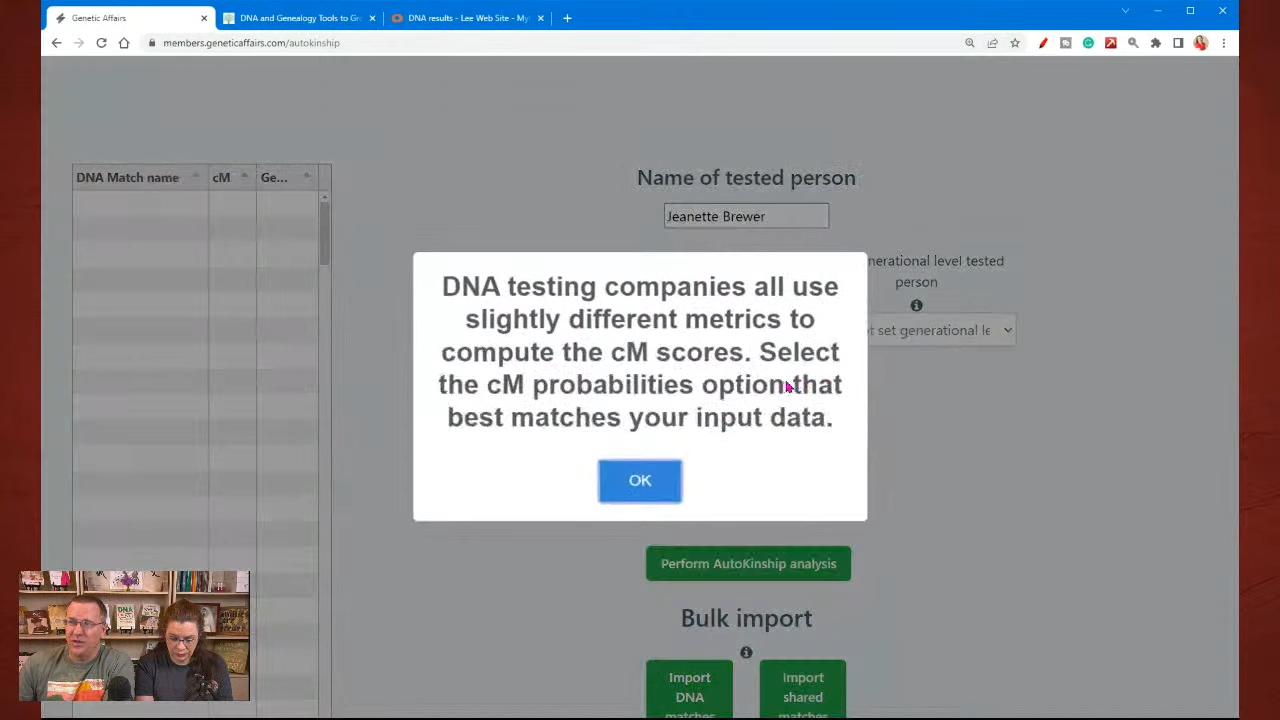 Genetic Affairs
DNA and Genealogy Tools to Gr
DNA results - Lee Web Site - My
members.geneticaffairs.com/autokinship
DNA Match name
cM
Ge...
Name of tested person
Jeanette Brewer
nerational level tested
person
t set generational le
DNA testing companies all use
slightly different metrics to
compute the cM scores. Select
the cM probabilities option that
best matches your input data.
OK
Perform AutoKinship analysis
Bulk import
Import
DNA
matches
Import
shared
matches